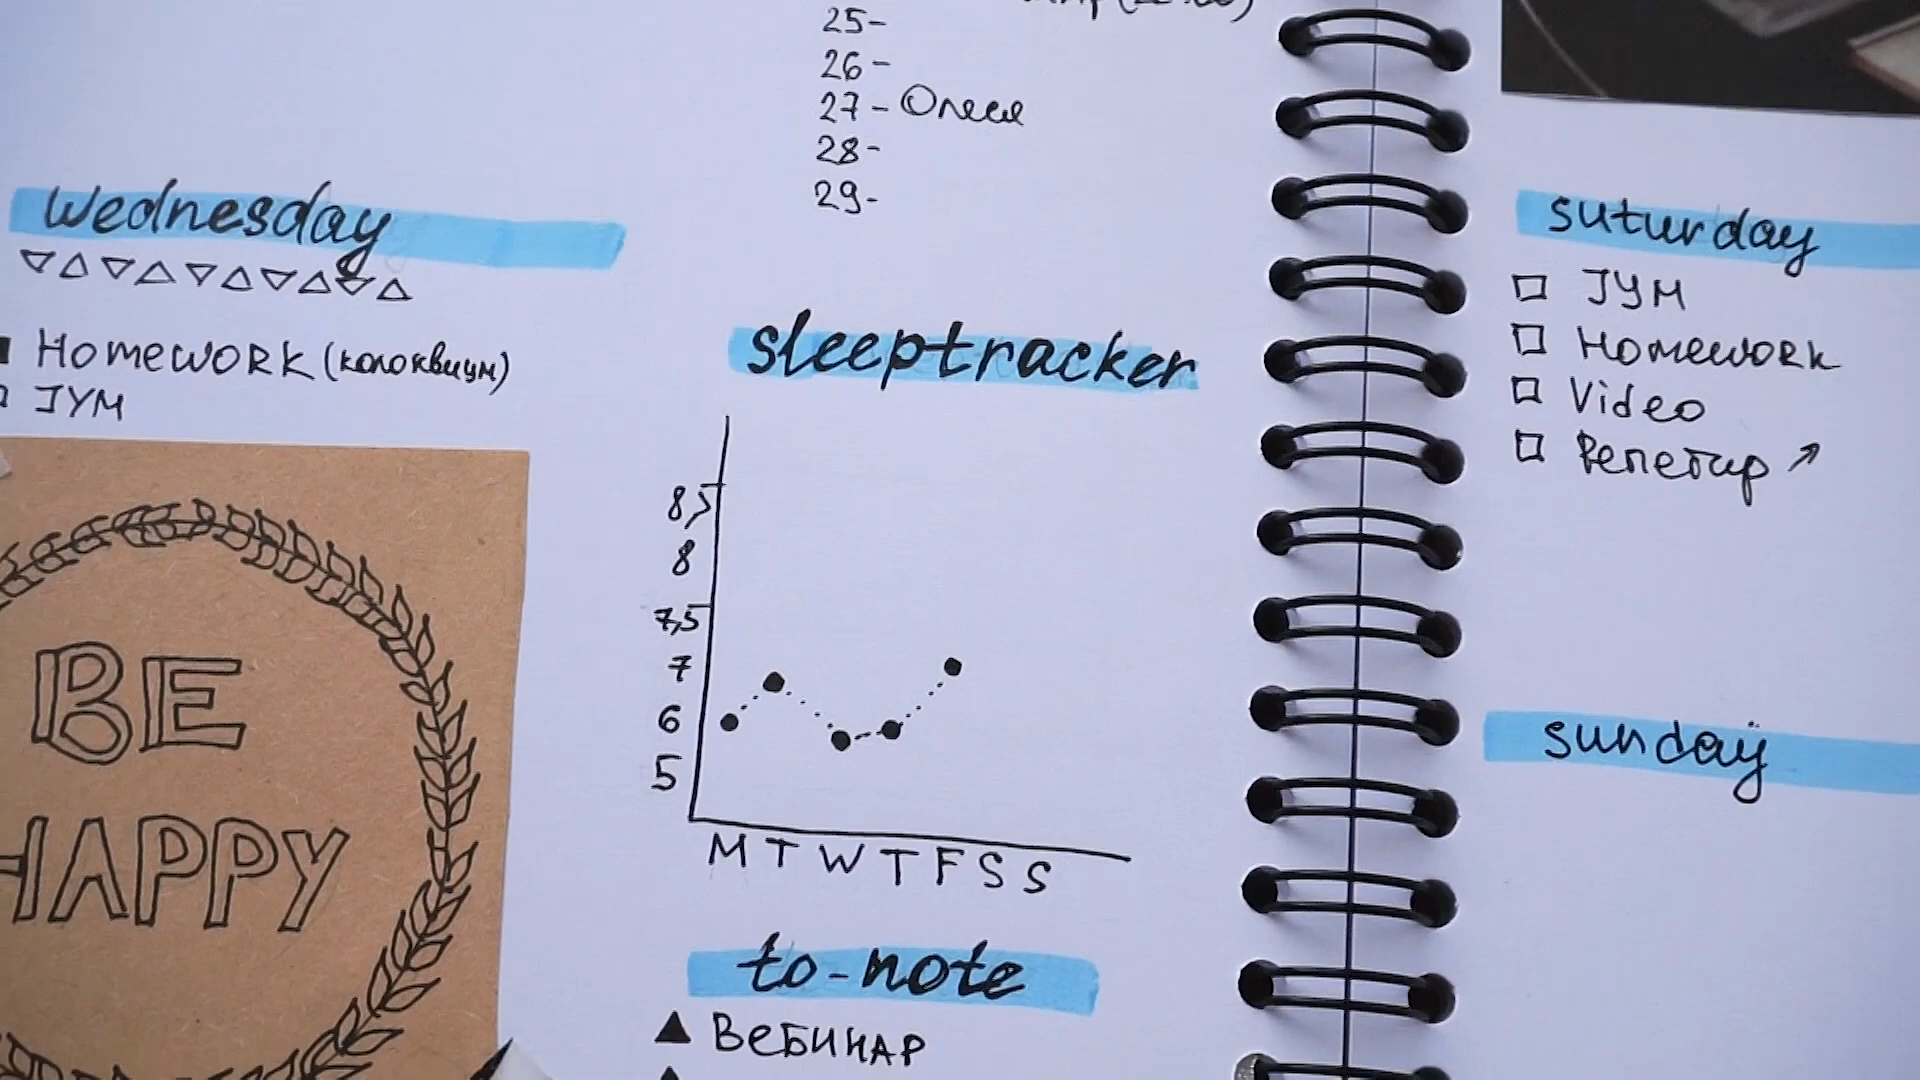 25-
26-
27- Олеся
28-
29-
wednesday
Homework (коллоквиум)
JYM
BE
HAPPY
sleeptracker
8,5
8
7,5
7
6
5
M T W T F S S
to-note
Вебинар
suturday
JYM
Homework
Video
Репетир ↗
sunday